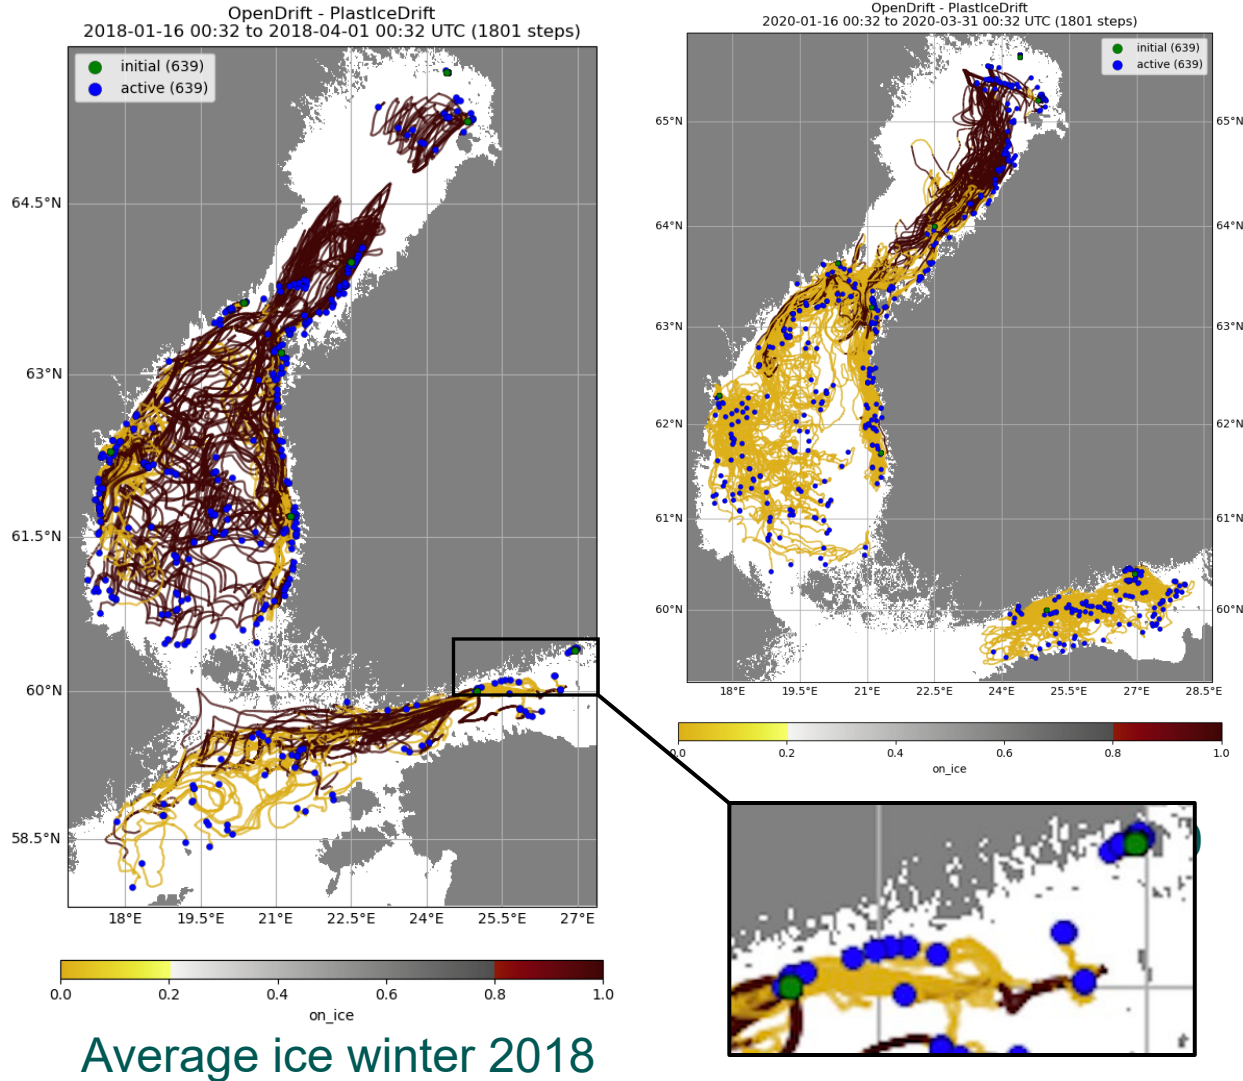 OpenDrift - PlastIceDrift
2018-01-16 00:32 to 2018-04-01 00:32 UTC (1801 steps)
initial (639)
active (639)
64.5°N
63°N
61.5°N
60°N
58.5°N
18°E 19.5°E 21°E 22.5°E 24°E 25.5°E 27°E
0.0 0.2 0.4 0.6 0.8 1.0
on_ice
Average ice winter 2018
OpenDrift - PlastIceDrift
2020-01-16 00:32 to 2020-03-31 00:32 UTC (1801 steps)
initial (639)
active (639)
65°N 65°N
64°N 64°N
63°N 63°N
62°N 62°N
61°N 61°N
60°N 60°N
18°E 19.5°E 21°E 22.5°E 24°E 25.5°E 27°E 28.5°E
0.2 0.4 0.6 0.8 1.0
on_ice